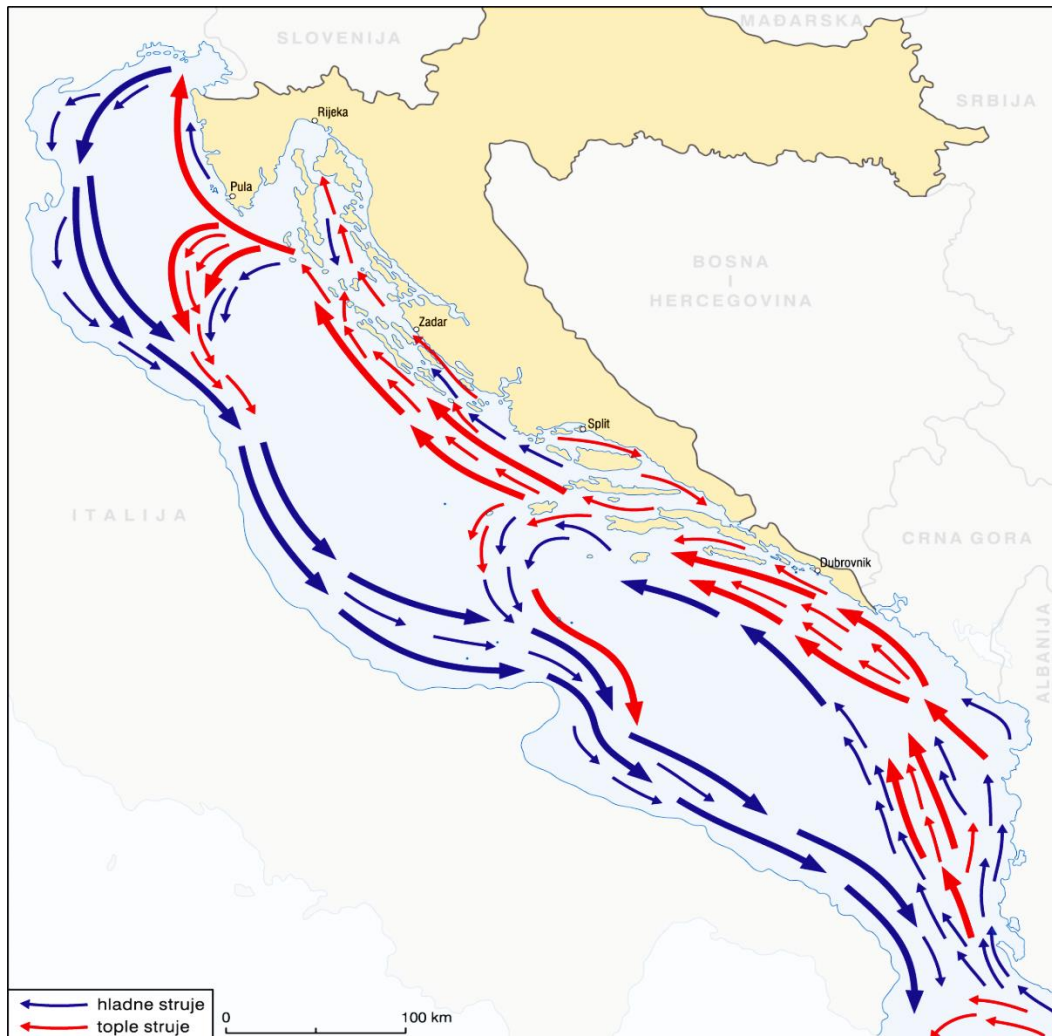 MAĐARSKA
SLOVENIJA
SRBIJA
Rijeka
Pula
BOSNA
I
HERCEGOVINA
Zadar
Split
ITALIJA
CRNA GORA
Dubrovnik
ALBANIJA
hladne struje
tople struje
0 100 km